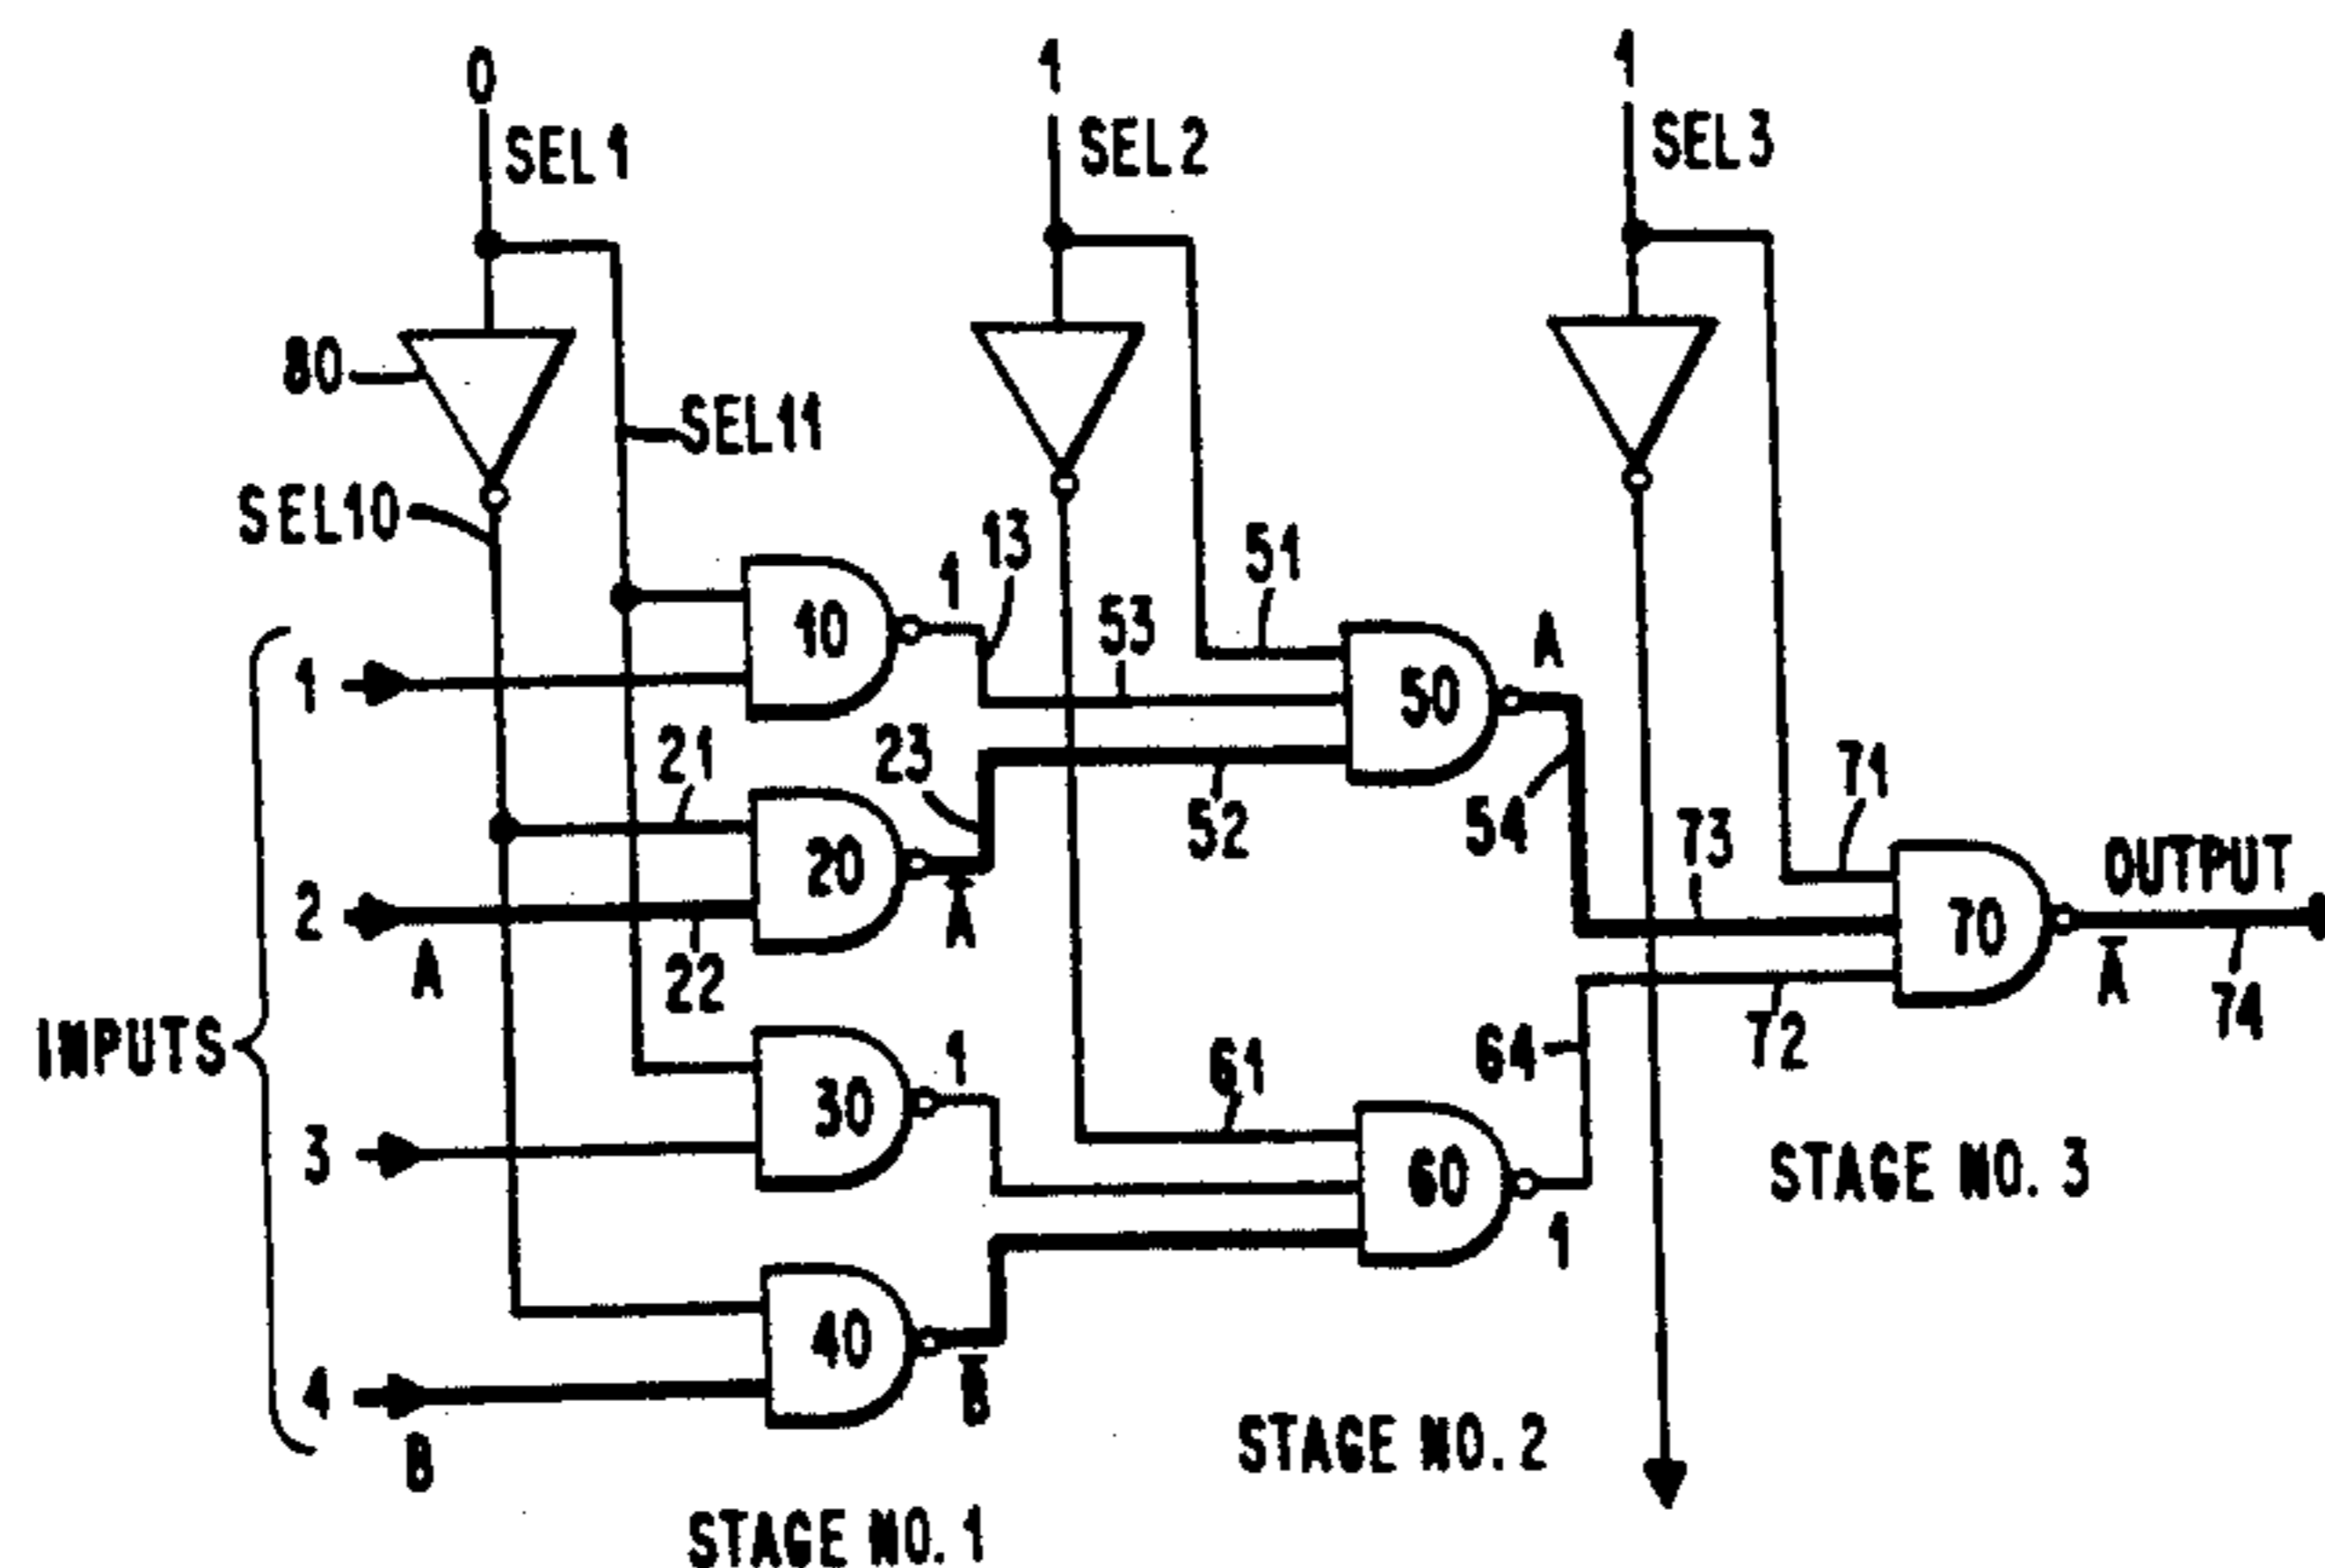 0
1
1
SEL1
SEL2
SEL3
80
SEL11
SEL10
13
51
1
10
53
A
1
50
21
23
71
52
54
73
OUTPUT
20
2
A
22
A̅
70
A̅
74
INPUTS
72
64
1
61
30
3
STAGE NO. 3
60
1
40
4
B̅
B
STAGE NO. 2
STAGE NO. 1